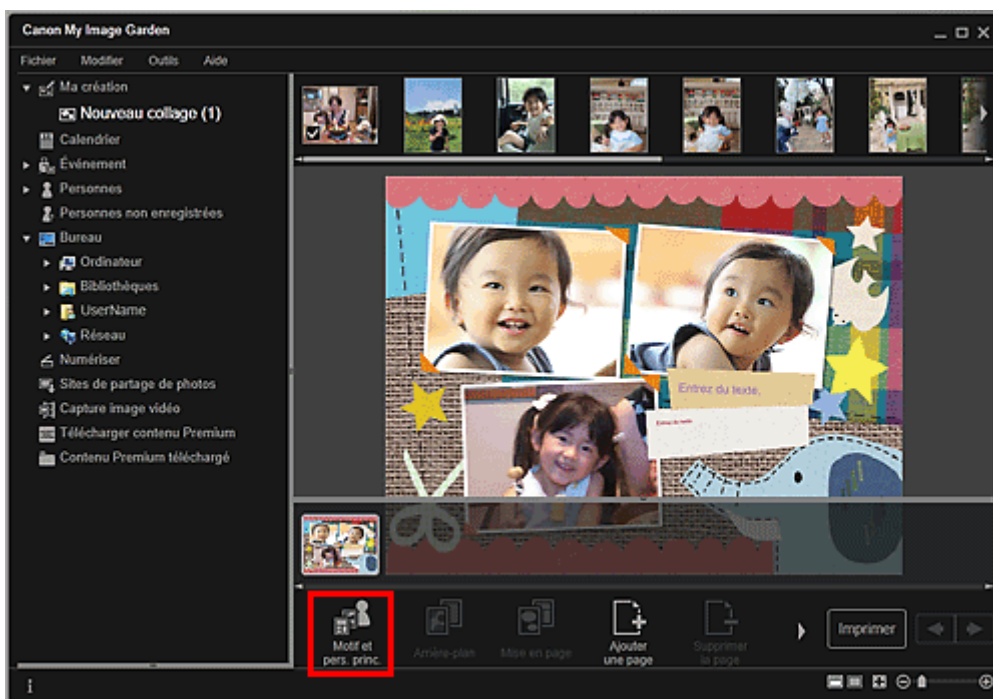 Canon My Image Garden
Fichier Modifier Outils Aide
Ma création
Nouveau collage (1)
Calendrier
Événement
Personnes
Personnes non enregistrées
Bureau
Ordinateur
Bibliothèques
UserName
Réseau
Numériser
Sites de partage de photos
Capture image vidéo
Télécharger contenu Premium
Contenu Premium téléchargé
Entrez du texte.
Entrez du texte.
Motif et
pers. princ.
Arrière-plan
Mise en page
Ajouter
une page
Supprimer
la page
Imprimer